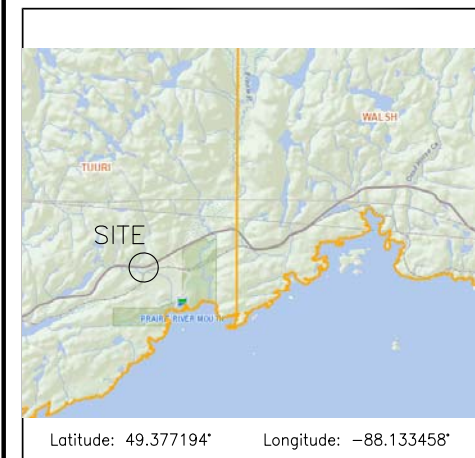 WALSH
TUURI
SITE
PRAIRIE RIVER MOUTH
Latitude: 49.377194° Longitude: −88.133458°